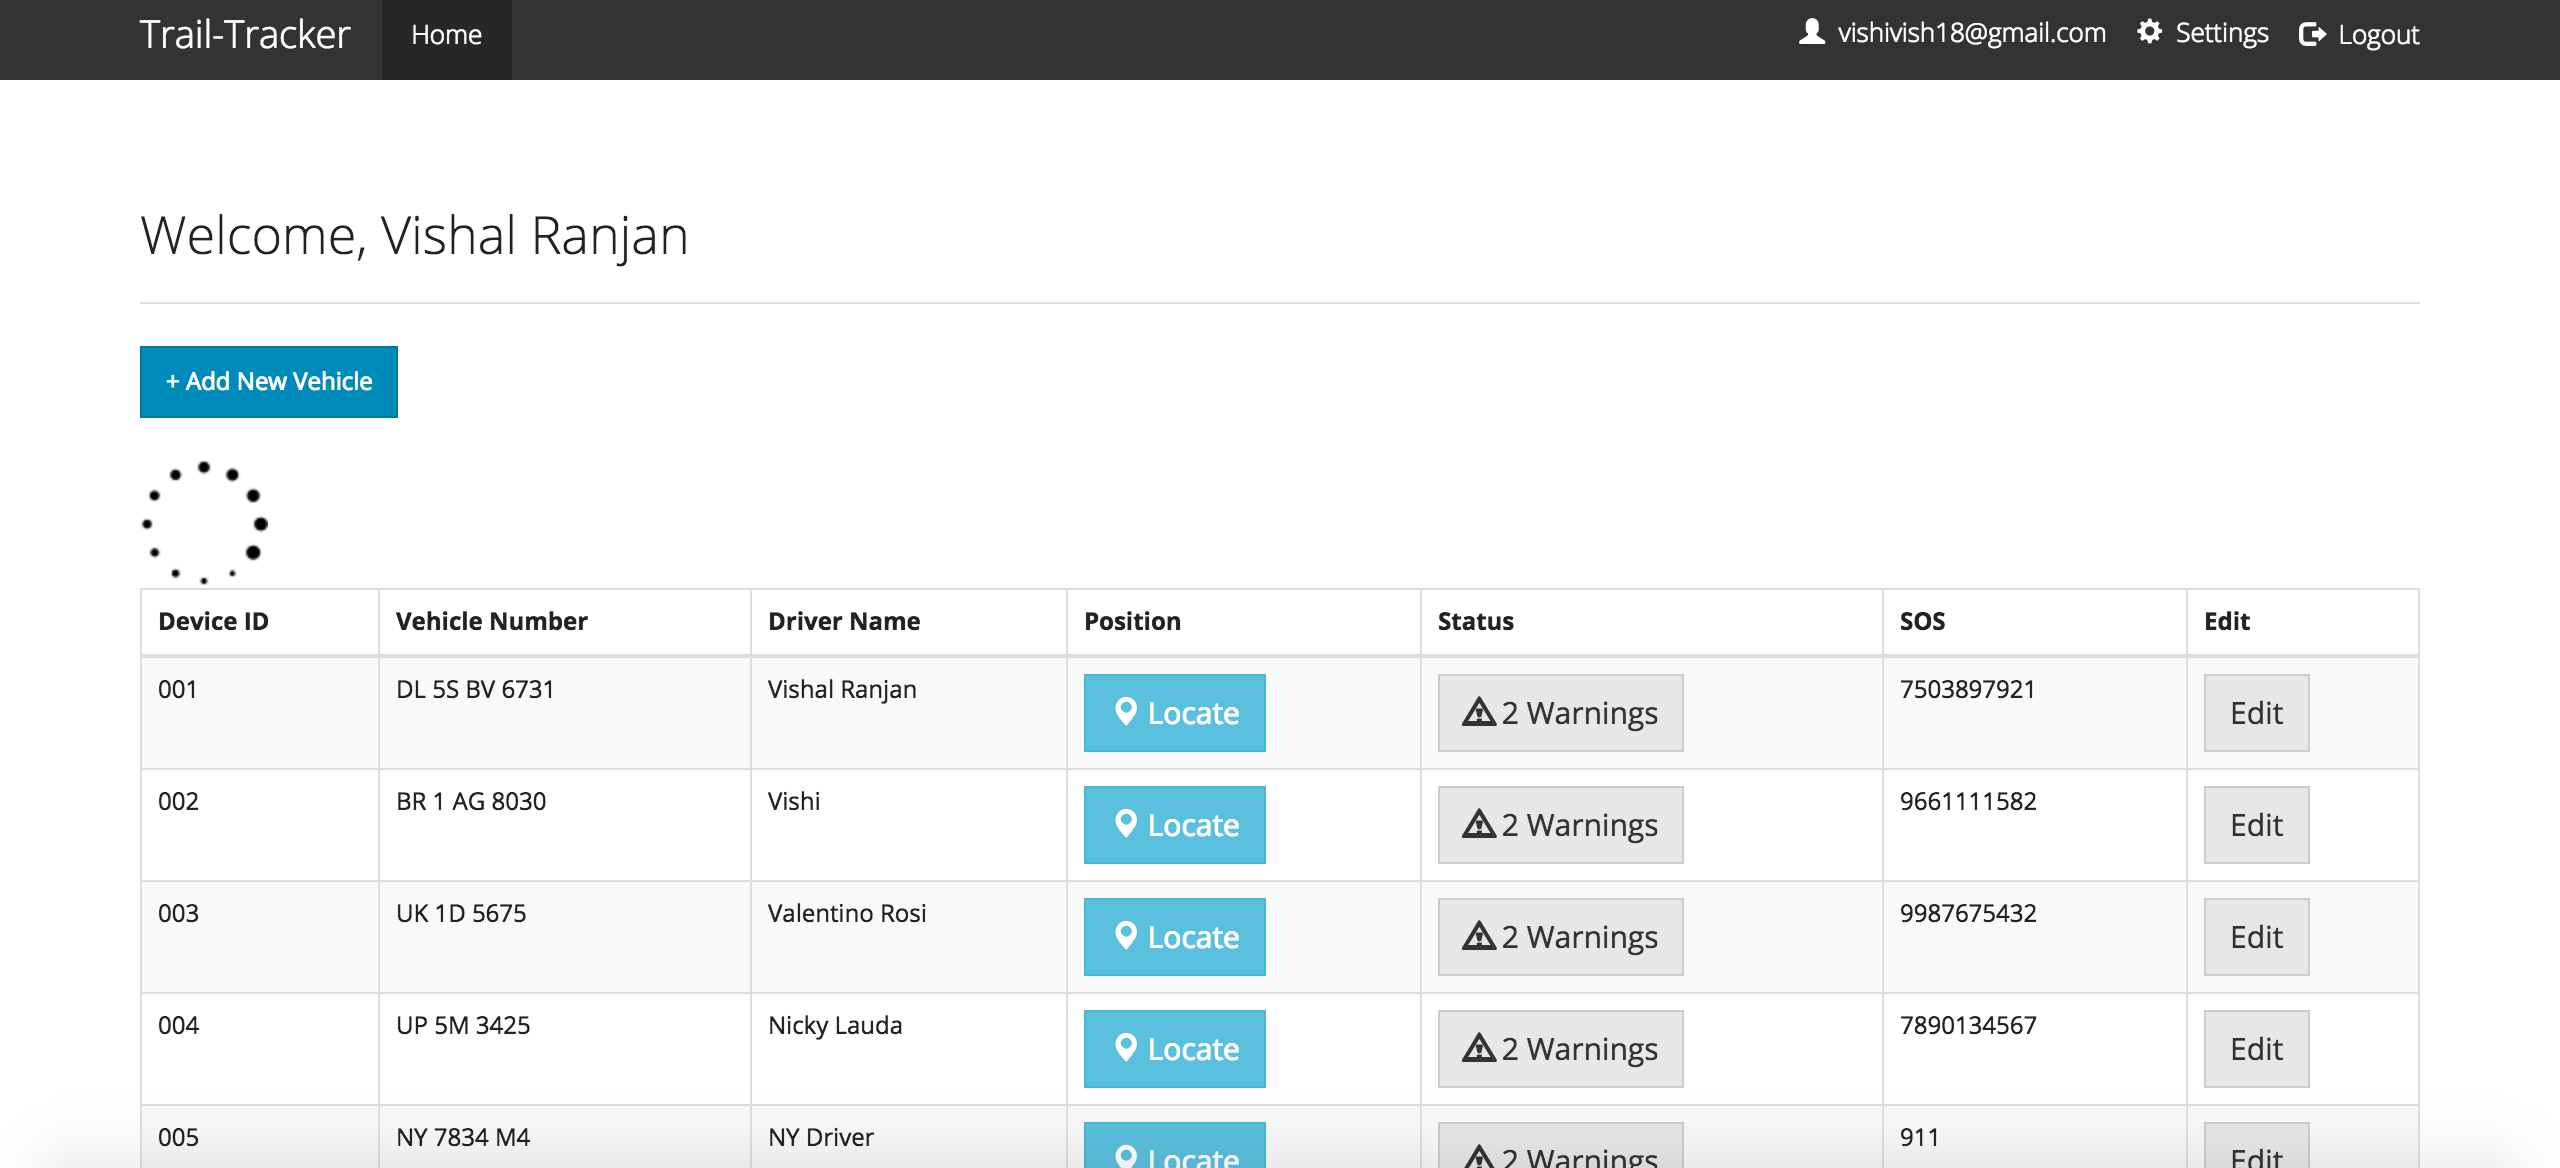 Trail-Tracker Home vishivish18@gmail.com Settings Logout
Welcome, Vishal Ranjan
+ Add New Vehicle
Device ID Vehicle Number Driver Name Position Status SOS Edit
001 DL 5S BV 6731 Vishal Ranjan Locate 2 Warnings 7503897921 Edit
002 BR 1 AG 8030 Vishi Locate 2 Warnings 9661111582 Edit
003 UK 1D 5675 Valentino Rosi Locate 2 Warnings 9987675432 Edit
004 UP 5M 3425 Nicky Lauda Locate 2 Warnings 7890134567 Edit
005 NY 7834 M4 NY Driver Locate 2 Warnings 911 Edit